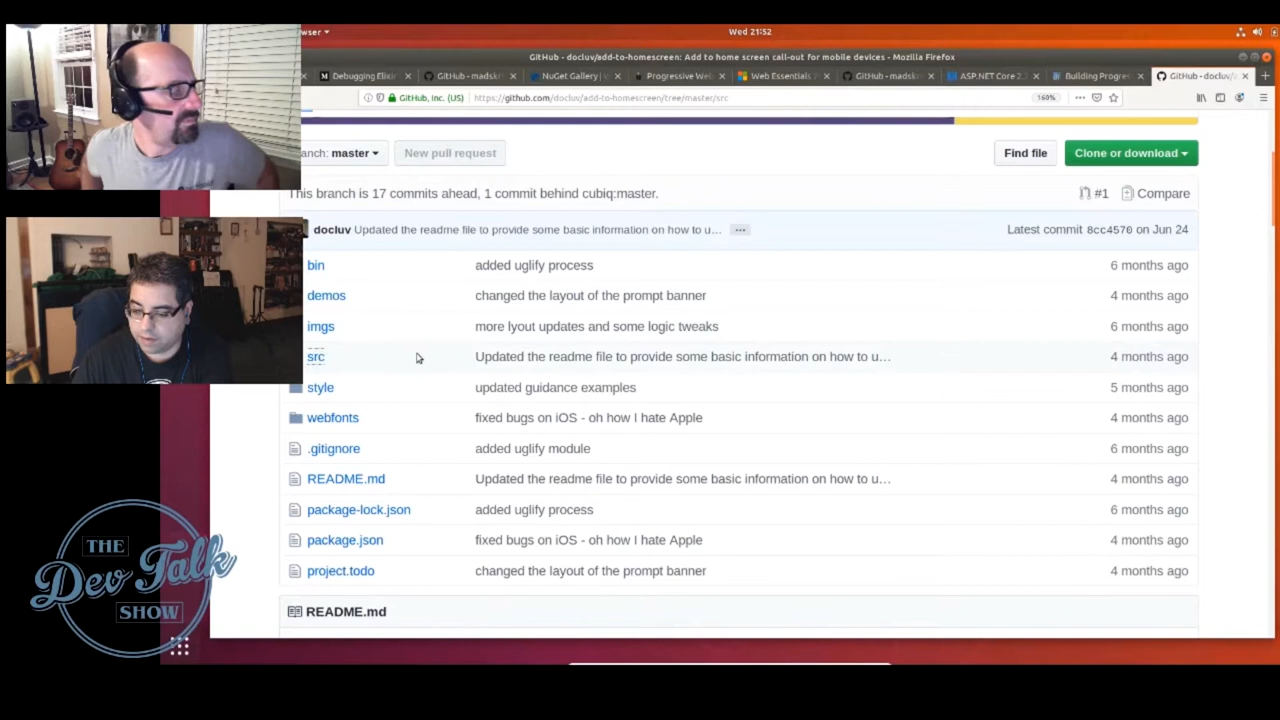 wser
Wed 21:52
GitHub - docluv/add-to-homescreen: Add to home screen call-out for mobile devices - Mozilla Firefox
Debugging Elixi
GitHub - madsk
NuGet Gallery |
Progressive We
Web Essentials
GitHub - madsk
ASP.NET Core 2.
Building Progre
GitHub - docluv/
GitHub, Inc. (US)
https://github.com/docluv/add-to-homescreen/tree/master/src
160%
anch: master
New pull request
Find file
Clone or download
This branch is 17 commits ahead, 1 commit behind cubiq:master.
#1
Compare
docluv Updated the readme file to provide some basic information on how to u…
Latest commit 8cc4570 on Jun 24
bin added uglify process 6 months ago
demos changed the layout of the prompt banner 4 months ago
imgs more lyout updates and some logic tweaks 6 months ago
src Updated the readme file to provide some basic information on how to u… 4 months ago
style updated guidance examples 5 months ago
webfonts fixed bugs on iOS - oh how I hate Apple 4 months ago
.gitignore added uglify module 6 months ago
README.md Updated the readme file to provide some basic information on how to u… 4 months ago
package-lock.json added uglify process 6 months ago
package.json fixed bugs on iOS - oh how I hate Apple 4 months ago
project.todo changed the layout of the prompt banner 4 months ago
README.md
THE
Dev Talk
SHOW